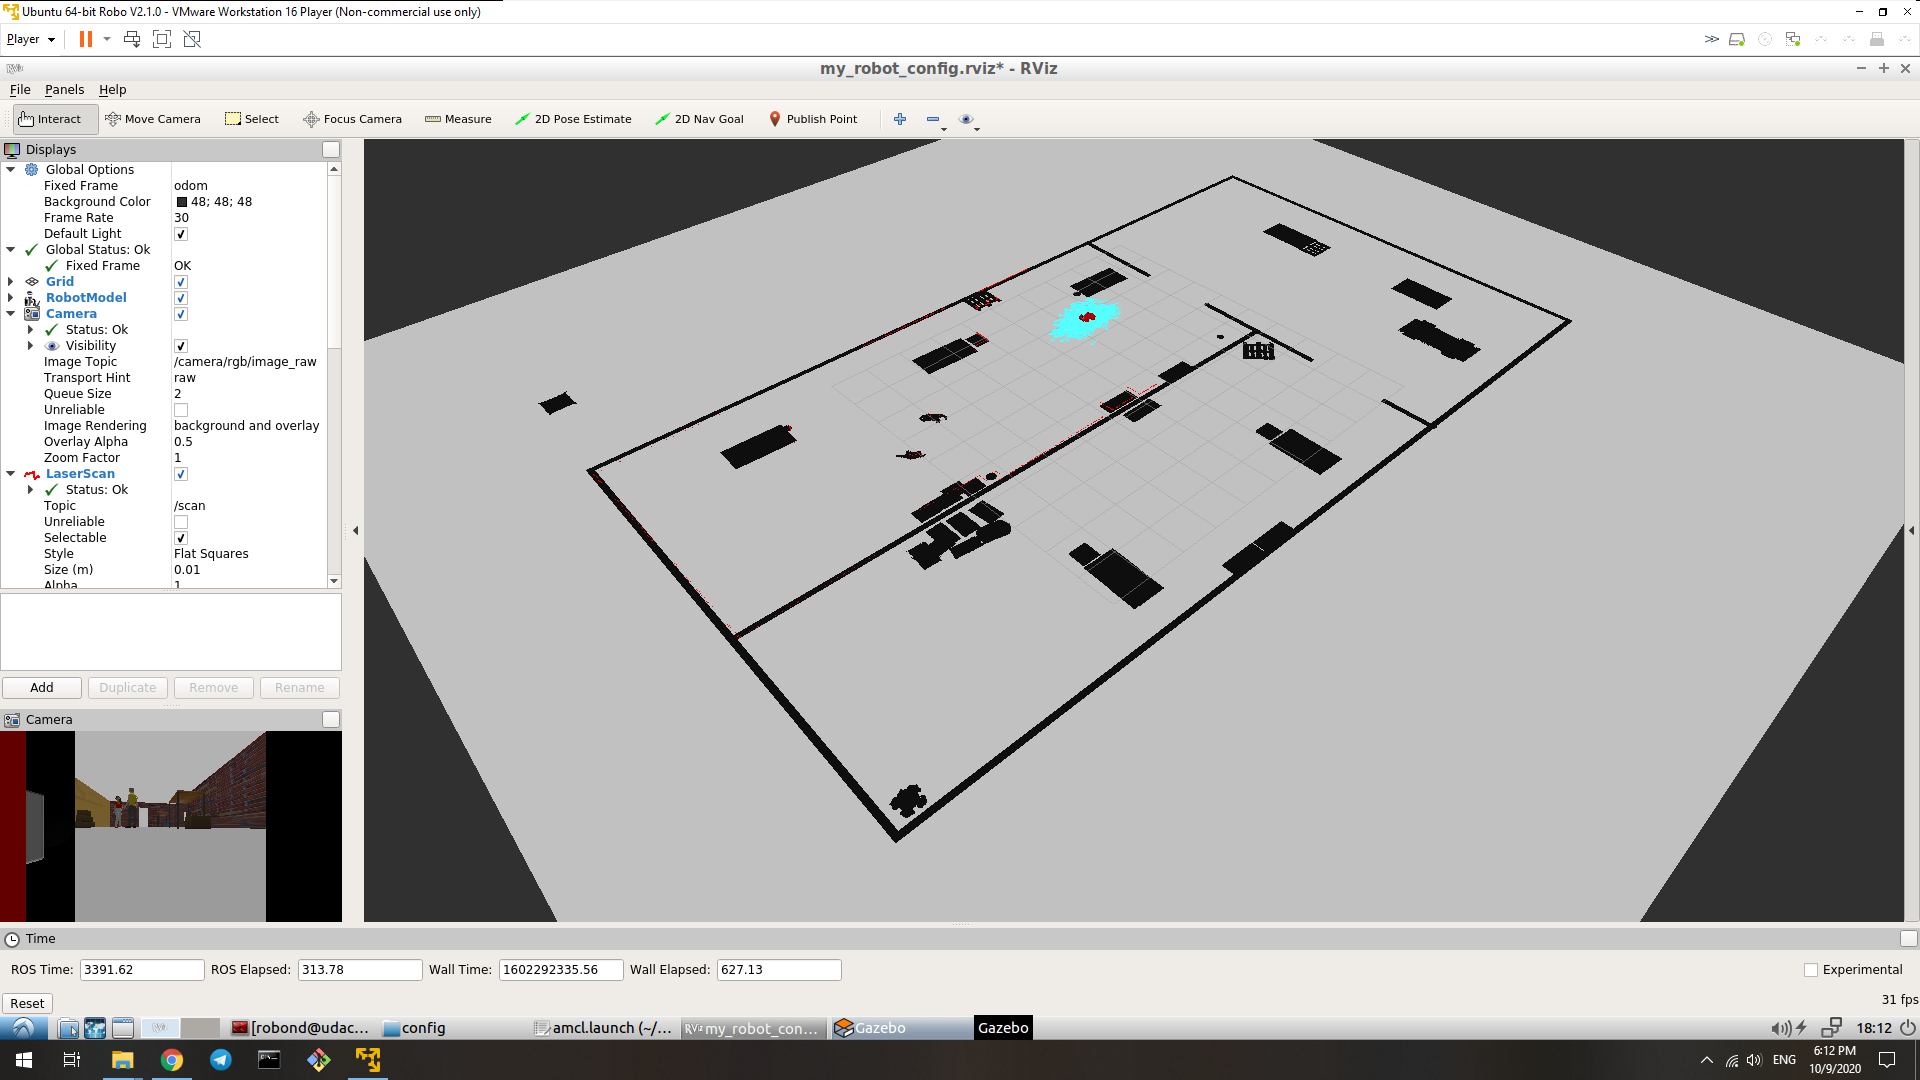 Ubuntu 64-bit Robo V2.1.0 - VMware Workstation 16 Player (Non-commercial use only)
Player
my_robot_config.rviz* - RViz
File Panels Help
Interact Move Camera Select Focus Camera Measure 2D Pose Estimate 2D Nav Goal Publish Point
Displays
Global Options
Fixed Frame odom
Background Color 48; 48; 48
Frame Rate 30
Default Light
Global Status: Ok
Fixed Frame OK
Grid
RobotModel
Camera
Status: Ok
Visibility
Image Topic /camera/rgb/image_raw
Transport Hint raw
Queue Size 2
Unreliable
Image Rendering background and overlay
Overlay Alpha 0.5
Zoom Factor 1
LaserScan
Status: Ok
Topic /scan
Unreliable
Selectable
Style Flat Squares
Size (m) 0.01
Alpha 1
Add Duplicate Remove Rename
Camera
Time
ROS Time: 3391.62 ROS Elapsed: 313.78 Wall Time: 1602292335.56 Wall Elapsed: 627.13 Experimental
Reset 31 fps
[robond@udac... config amcl.launch (~/... RViz my_robot_con... Gazebo Gazebo 18:12
ENG 6:12 PM
10/9/2020